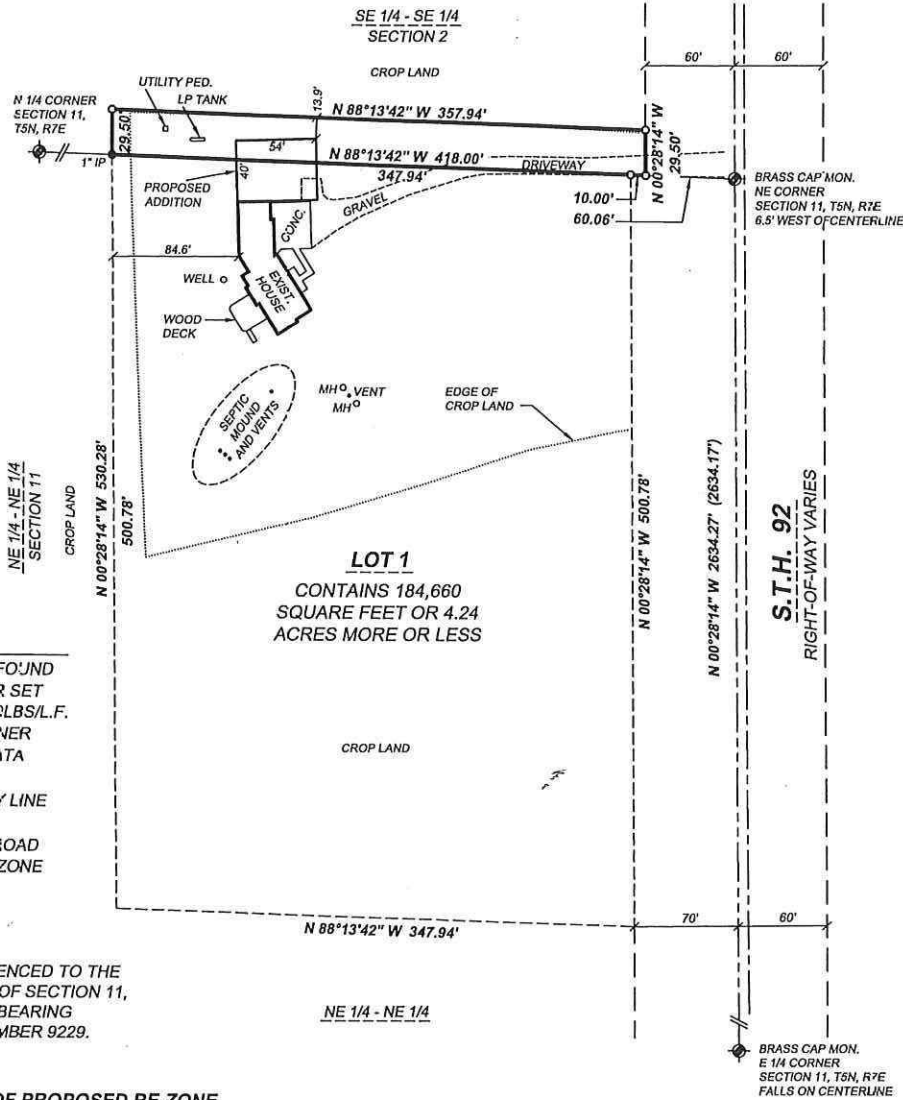 SE 1/4 - SE 1/4
SECTION 2
CROP LAND
60'
60'
UTILITY PED.
LP TANK
13.9'
N 1/4 CORNER
SECTION 11,
T5N, R7E
1" IP
29.50'
N 88°13'42" W 357.94'
54'
N 88°13'42" W 418.00'
347.94'
DRIVEWAY
N 00°28'14" W
29.50'
10.00'
60.06'
BRASS CAP MON.
NE CORNER
SECTION 11, T5N, R7E
6.5' WEST OF CENTERLINE
PROPOSED
ADDITION
40'
CONC.
GRAVEL
84.6'
WELL
EXIST.
HOUSE
WOOD
DECK
SEPTIC
MOUND
AND VENTS
MH
VENT
MH
EDGE OF
CROP LAND
NE 1/4 - NE 1/4
SECTION 11
CROP LAND
N 00°28'14" W 530.28'
500.78'
LOT 1
CONTAINS 184,660
SQUARE FEET OR 4.24
ACRES MORE OR LESS
N 00°28'14" W 500.78'
N 00°28'14" W 2634.27' (2634.17')
S.T.H. 92
RIGHT-OF-WAY VARIES
FOUND
R SET
LBS/L.F.
NER
TA
Y LINE
ROAD
ZONE
CROP LAND
N 88°13'42" W 347.94'
70'
60'
ENCED TO THE
OF SECTION 11,
BEARING
MBER 9229.
NE 1/4 - NE 1/4
BRASS CAP MON.
E 1/4 CORNER
SECTION 11, T5N, R7E
FALLS ON CENTERLINE
OF PROPOSED RE-ZONE